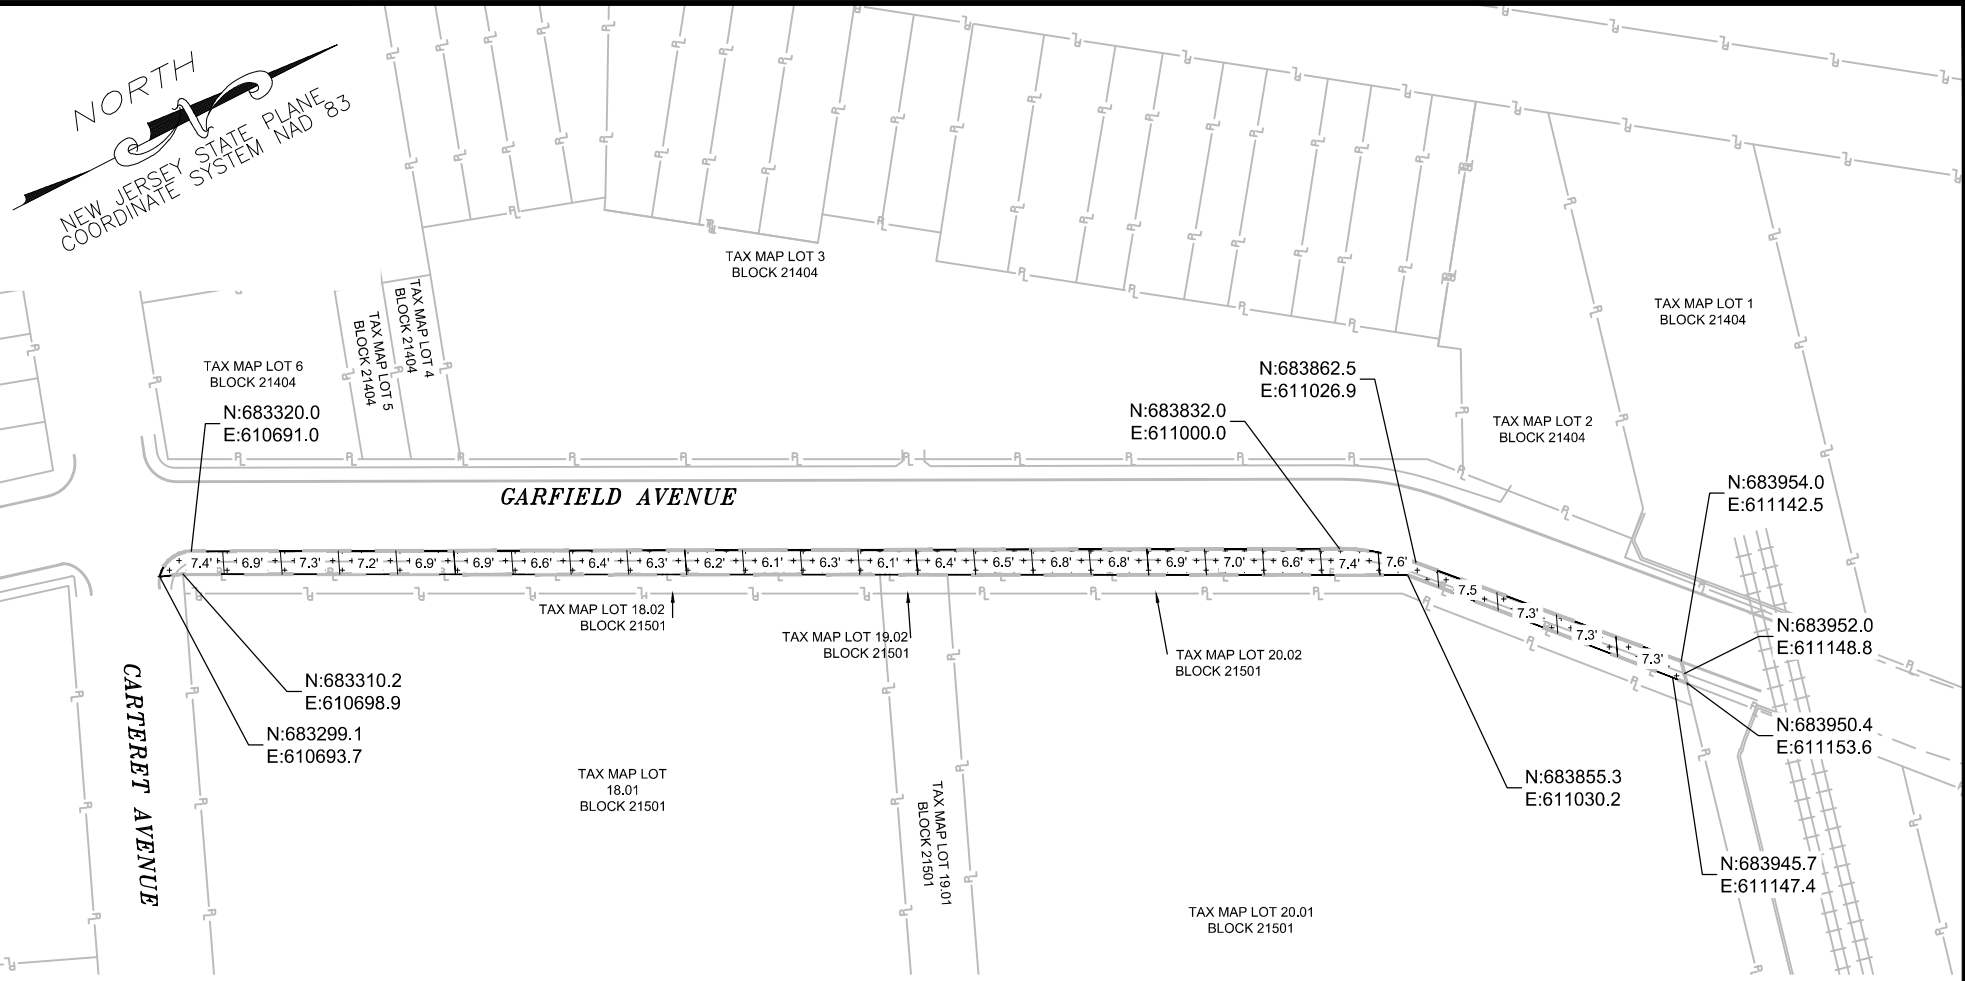 NORTH
NEW JERSEY STATE PLANE
COORDINATE SYSTEM NAD 83
TAX MAP LOT 3
BLOCK 21404
TAX MAP LOT 1
BLOCK 21404
TAX MAP LOT 4
BLOCK 21404
TAX MAP LOT 5
BLOCK 21404
TAX MAP LOT 6
BLOCK 21404
N:683320.0
E:610691.0
N:683862.5
E:611026.9
N:683832.0
E:611000.0
TAX MAP LOT 2
BLOCK 21404
N:683954.0
E:611142.5
GARFIELD AVENUE
7.4' 6.9' 7.3' 7.2' 6.9' 6.9' 6.6' 6.4' 6.3' 6.2' 6.1' 6.3' 6.1' 6.4' 6.5' 6.8' 6.8' 6.9' 7.0' 6.6' 7.4' 7.6'
7.5
7.3'
7.3'
7.3'
TAX MAP LOT 18.02
BLOCK 21501
TAX MAP LOT 19.02
BLOCK 21501
TAX MAP LOT 20.02
BLOCK 21501
N:683952.0
E:611148.8
N:683310.2
E:610698.9
N:683299.1
E:610693.7
CARTERET AVENUE
TAX MAP LOT
18.01
BLOCK 21501
TAX MAP LOT 19.01
BLOCK 21501
N:683950.4
E:611153.6
N:683855.3
E:611030.2
N:683945.7
E:611147.4
TAX MAP LOT 20.01
BLOCK 21501